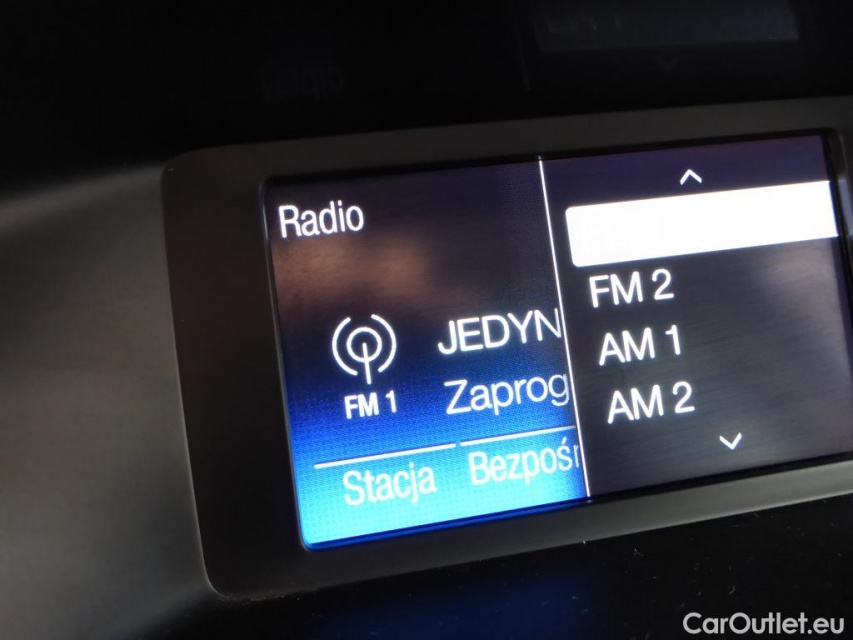 Radio
FM 1
JEDYN
Zaprog
Stacja
Bezpośr
FM 2
AM 1
AM 2
CarOutlet.eu